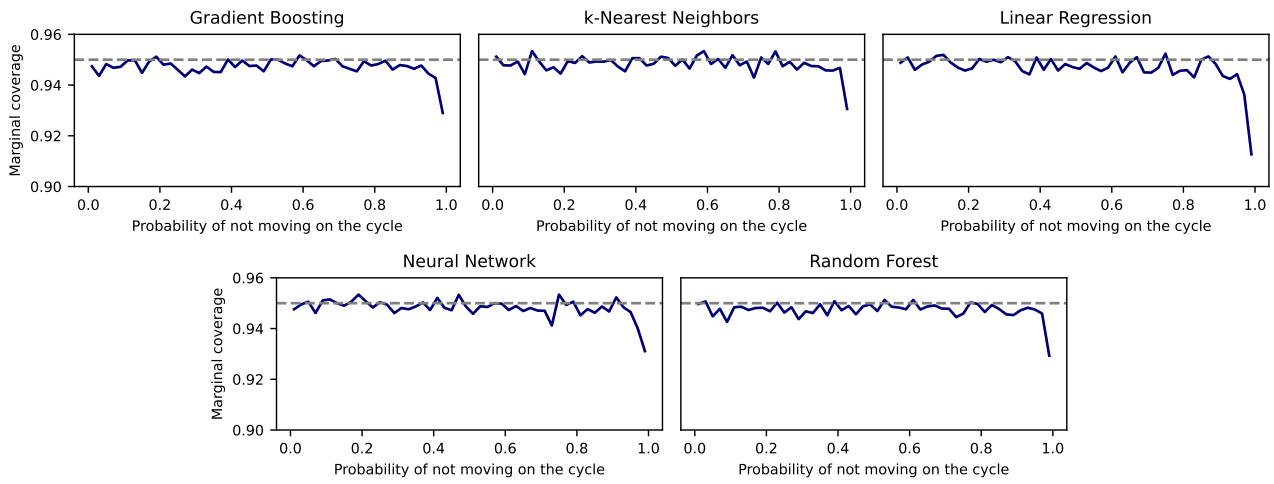 Gradient Boosting
k-Nearest Neighbors
Linear Regression
Marginal coverage
0.96
0.94
0.92
0.90
0.0 0.2 0.4 0.6 0.8 1.0
0.0 0.2 0.4 0.6 0.8 1.0
0.0 0.2 0.4 0.6 0.8 1.0
Probability of not moving on the cycle
Probability of not moving on the cycle
Probability of not moving on the cycle
Neural Network
Random Forest
Marginal coverage
0.96
0.94
0.92
0.90
0.0 0.2 0.4 0.6 0.8 1.0
0.0 0.2 0.4 0.6 0.8 1.0
Probability of not moving on the cycle
Probability of not moving on the cycle